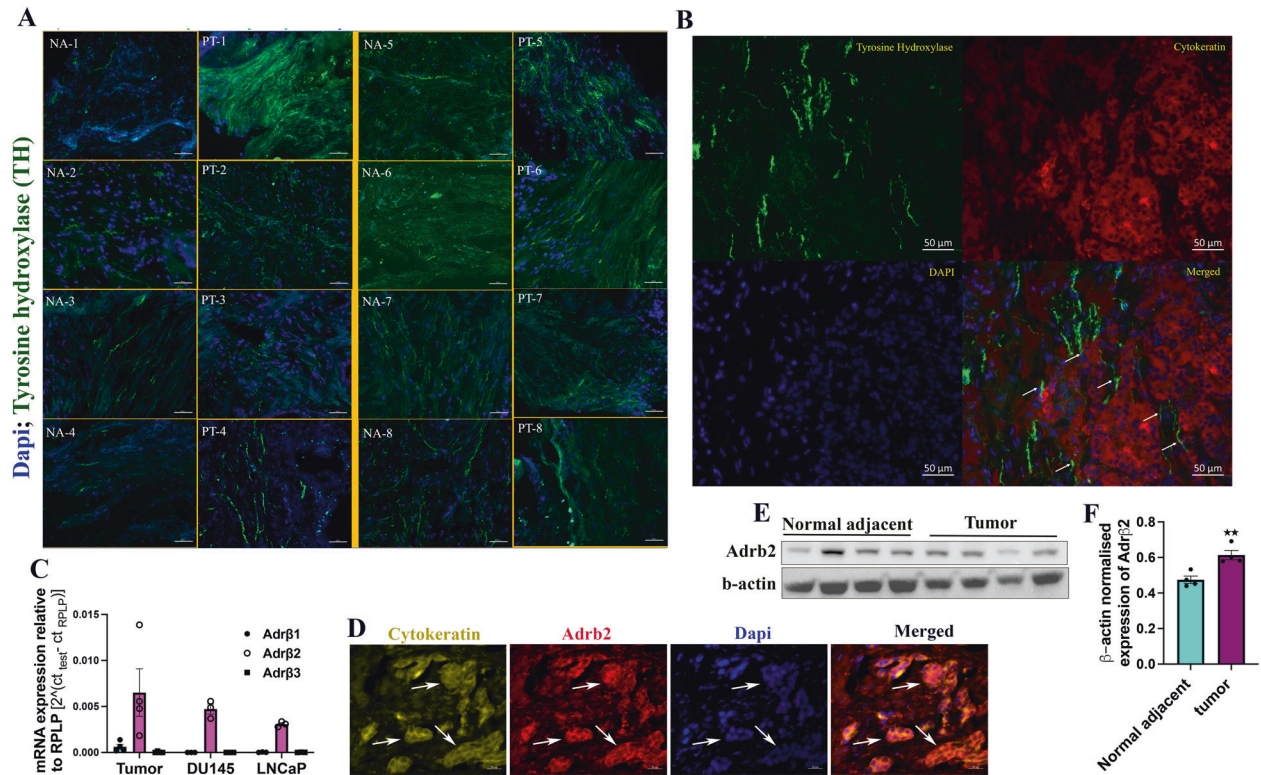 A
Dapi; Tyrosine hydroxylase (TH)
NA-1
PT-1
NA-5
PT-5
NA-2
PT-2
NA-6
PT-6
NA-3
PT-3
NA-7
PT-7
NA-4
PT-4
NA-8
PT-8
B
Tyrosine Hydroxylase
Cytokeratin
50 µm
50 µm
DAPI
Merged
50 µm
50 µm
C
mRNA expression relative
to RPLP [2^(ct test- ct RPLP)]
0.015
0.010
0.005
0.000
Adrβ1
Adrβ2
Adrβ3
Tumor
DU145
LNCaP
D
Cytokeratin
Adrb2
Dapi
Merged
E
Normal adjacent
Tumor
Adrb2
b-actin
F
β-actin normalised
expression of Adrβ2
0.8
0.6
0.4
0.2
0.0
★★
Normal adjacent
tumor